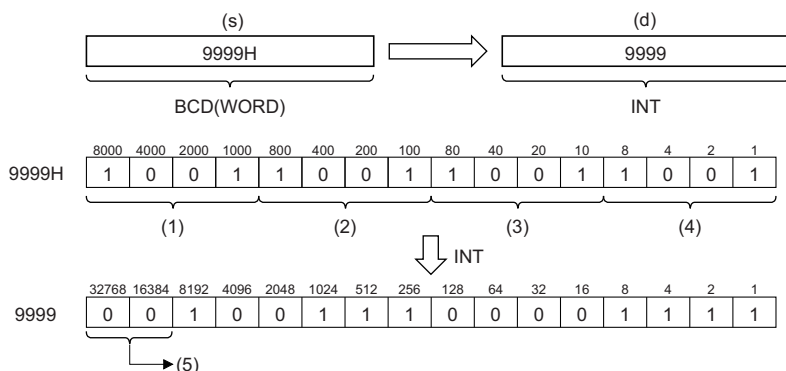 (s) (d)
9999H 9999
BCD(WORD) INT
8000 4000 2000 1000 800 400 200 100 80 40 20 10 8 4 2 1
9999H 1 0 0 1 1 0 0 1 1 0 0 1 1 0 0 1
(1) (2) (3) (4)
INT
32768 16384 8192 4096 2048 1024 512 256 128 64 32 16 8 4 2 1
9999 0 0 1 0 0 1 1 1 0 0 0 0 1 1 1 1
(5)